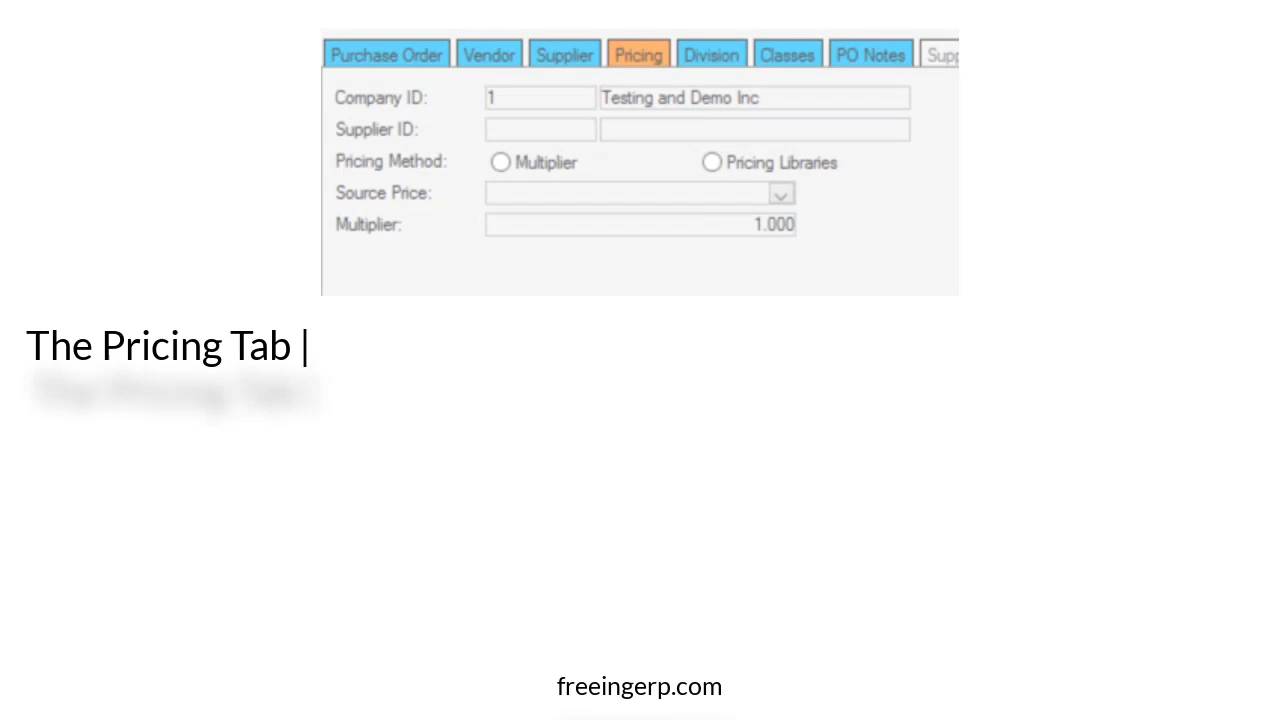 Purchase Order Vendor Supplier Pricing Division Classes PO Notes Supp
Company ID: 1 Testing and Demo Inc
Supplier ID:
Pricing Method: Multiplier Pricing Libraries
Source Price:
Multiplier: 1.000
The Pricing Tab |
freeingerp.com